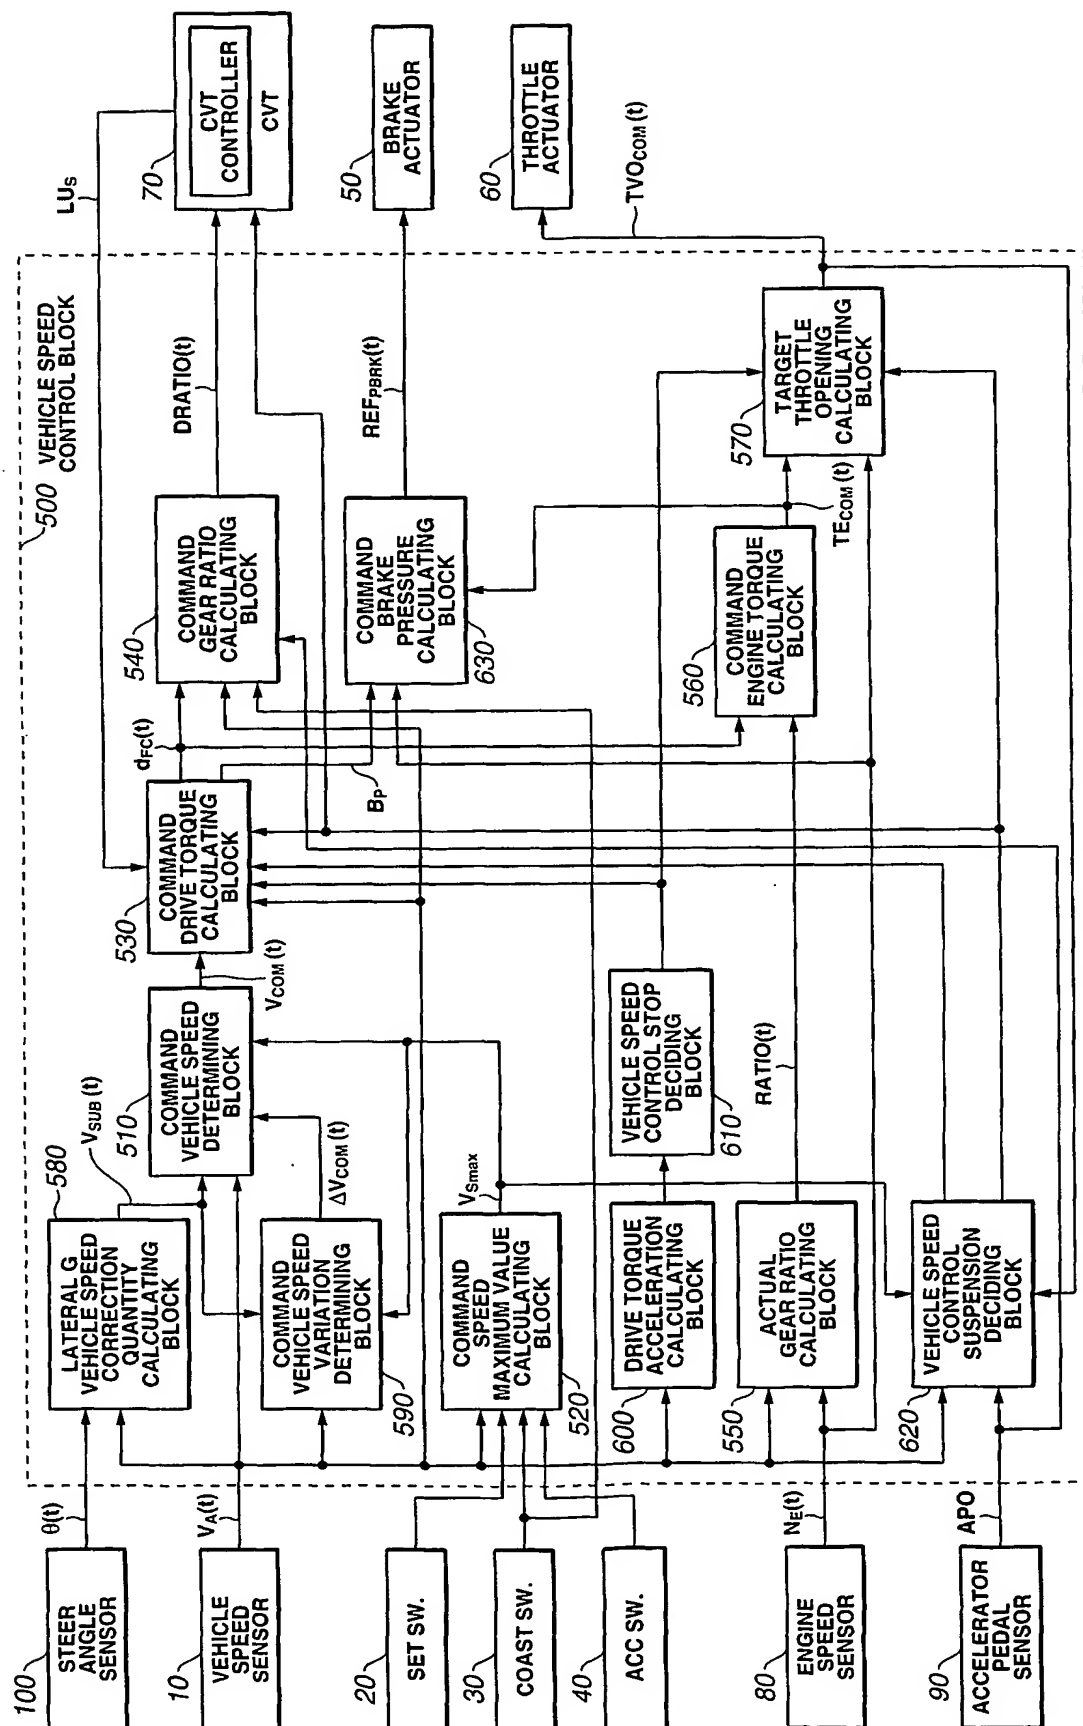 100
STEER
ANGLE
SENSOR
θ(t)
10
VEHICLE
SPEED
SENSOR
VA(t)
20
SET SW.
30
COAST SW.
40
ACC SW.
80
ENGINE
SPEED
SENSOR
NE(t)
90
ACCELERATOR
PEDAL
SENSOR
APO
500
VEHICLE SPEED
CONTROL BLOCK
580
LATERAL G
VEHICLE SPEED
CORRECTION
QUANTITY
CALCULATING
BLOCK
VSUB(t)
590
COMMAND
VEHICLE SPEED
VARIATION
DETERMINING
BLOCK
ΔVCOM(t)
520
COMMAND
SPEED
MAXIMUM VALUE
CALCULATING
BLOCK
VSmax
600
DRIVE TORQUE
ACCELERATION
CALCULATING
BLOCK
550
ACTUAL
GEAR RATIO
CALCULATING
BLOCK
RATIO(t)
620
VEHICLE SPEED
CONTROL
SUSPENSION
DECIDING
BLOCK
510
COMMAND
VEHICLE SPEED
DETERMINING
BLOCK
VCOM(t)
610
VEHICLE SPEED
CONTROL STOP
DECIDING
BLOCK
530
COMMAND
DRIVE TORQUE
CALCULATING
BLOCK
dFC(t)
BP
540
COMMAND
GEAR RATIO
CALCULATING
BLOCK
DRATIO(t)
630
COMMAND
BRAKE
PRESSURE
CALCULATING
BLOCK
REFPBRK(t)
560
COMMAND
ENGINE TORQUE
CALCULATING
BLOCK
TECOM(t)
570
TARGET
THROTTLE
OPENING
CALCULATING
BLOCK
TVOCOM(t)
LUs
70
CVT
CONTROLLER
CVT
50
BRAKE
ACTUATOR
60
THROTTLE
ACTUATOR